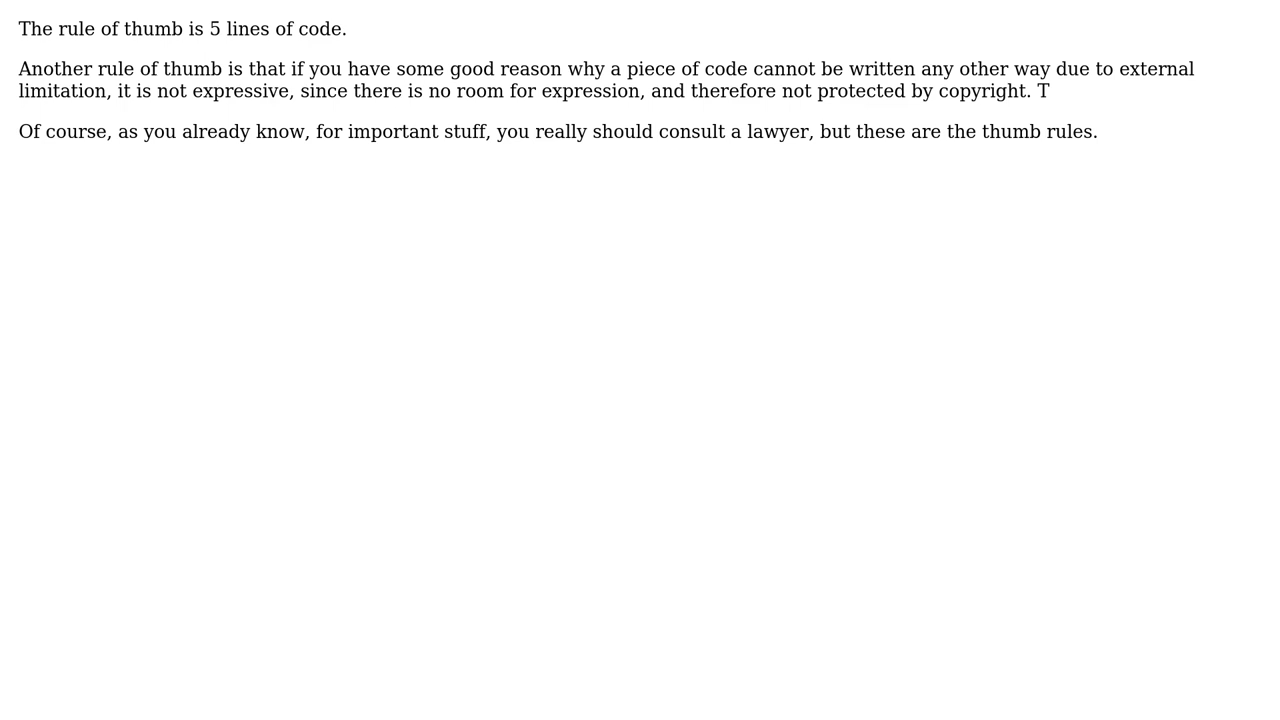 The rule of thumb is 5 lines of code.
Another rule of thumb is that if you have some good reason why a piece of code cannot be written any other way due to external
limitation, it is not expressive, since there is no room for expression, and therefore not protected by copyright. T
Of course, as you already know, for important stuff, you really should consult a lawyer, but these are the thumb rules.